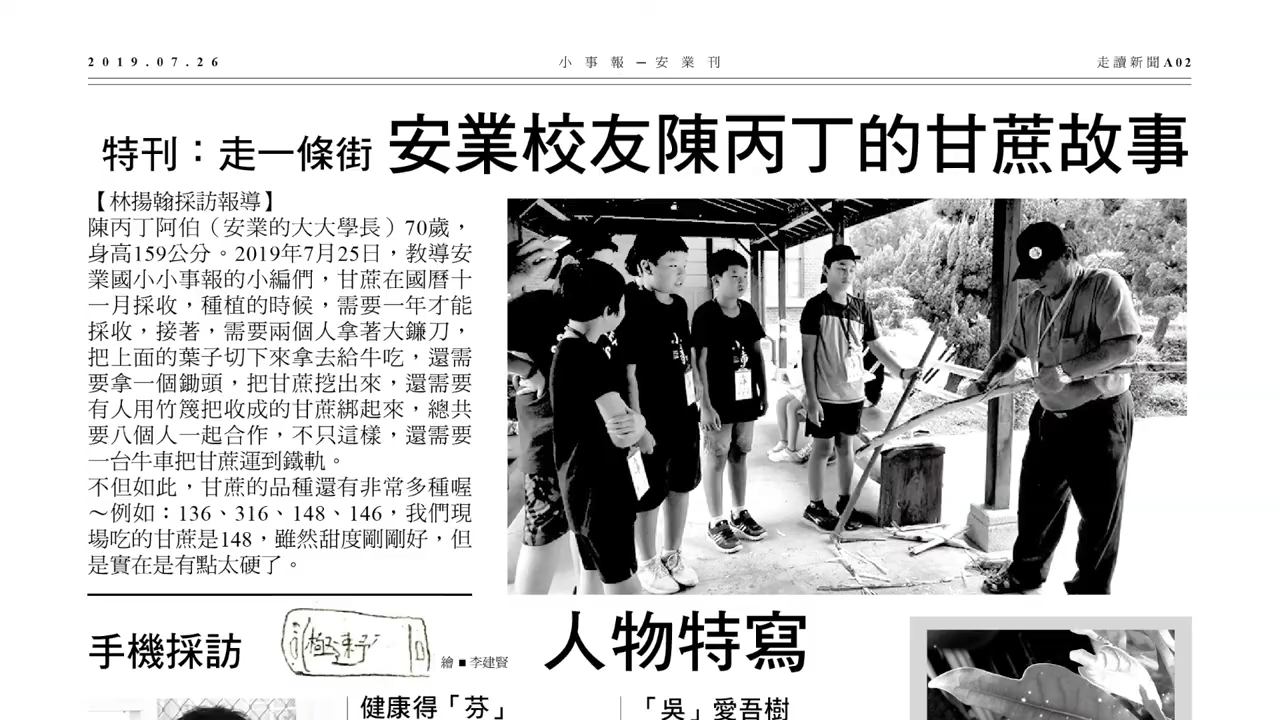 2019.07.26
小事報─安業刊
走讀新聞A02
特刊：走一條街 安業校友陳丙丁的甘蔗故事
【林揚翰採訪報導】
陳丙丁阿伯（安業的大大學長）70歲，
身高159公分。2019年7月25日，教導安
業國小小事報的小編們，甘蔗在國曆十
一月採收，種植的時候，需要一年才能
採收，接著，需要兩個人拿著大鐮刀，
把上面的葉子切下來拿去給牛吃，還需
要拿一個鋤頭，把甘蔗挖出來，還需要
有人用竹篾把收成的甘蔗綁起來，總共
要八個人一起合作，不只這樣，還需要
一台牛車把甘蔗運到鐵軌。
不但如此，甘蔗的品種還有非常多種喔
～例如：136、316、148、146，我們現
場吃的甘蔗是148，雖然甜度剛剛好，但
是實在是有點太硬了。
手機採訪
繪■李建賢
人物特寫
健康得「芬」
「吳」愛吾樹